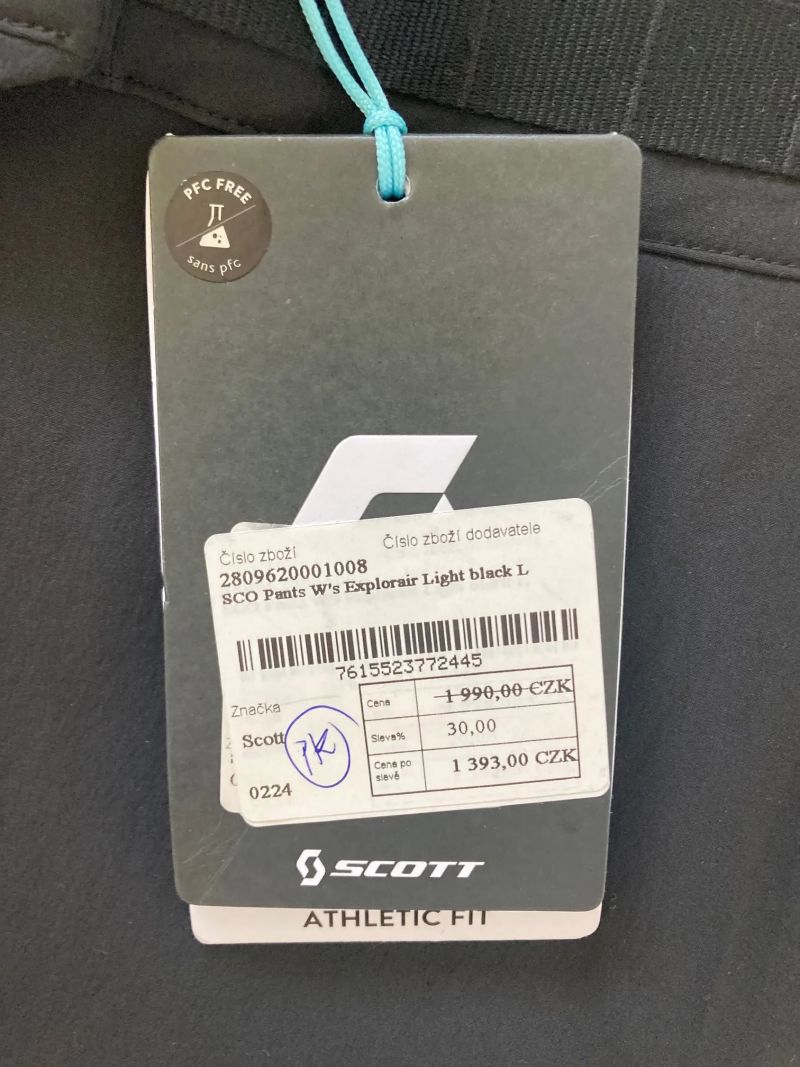 PFC FREE
sans pfc
Číslo zboží
Číslo zboží dodavatele
2809620001008
SCO Pants W's Explorair Light black L
7615523772445
Značka
Scott
0224
Cena
1 990,00 CZK
Sleva%
30,00
Cena po
slevě
1 393,00 CZK
SCOTT
ATHLETIC FIT